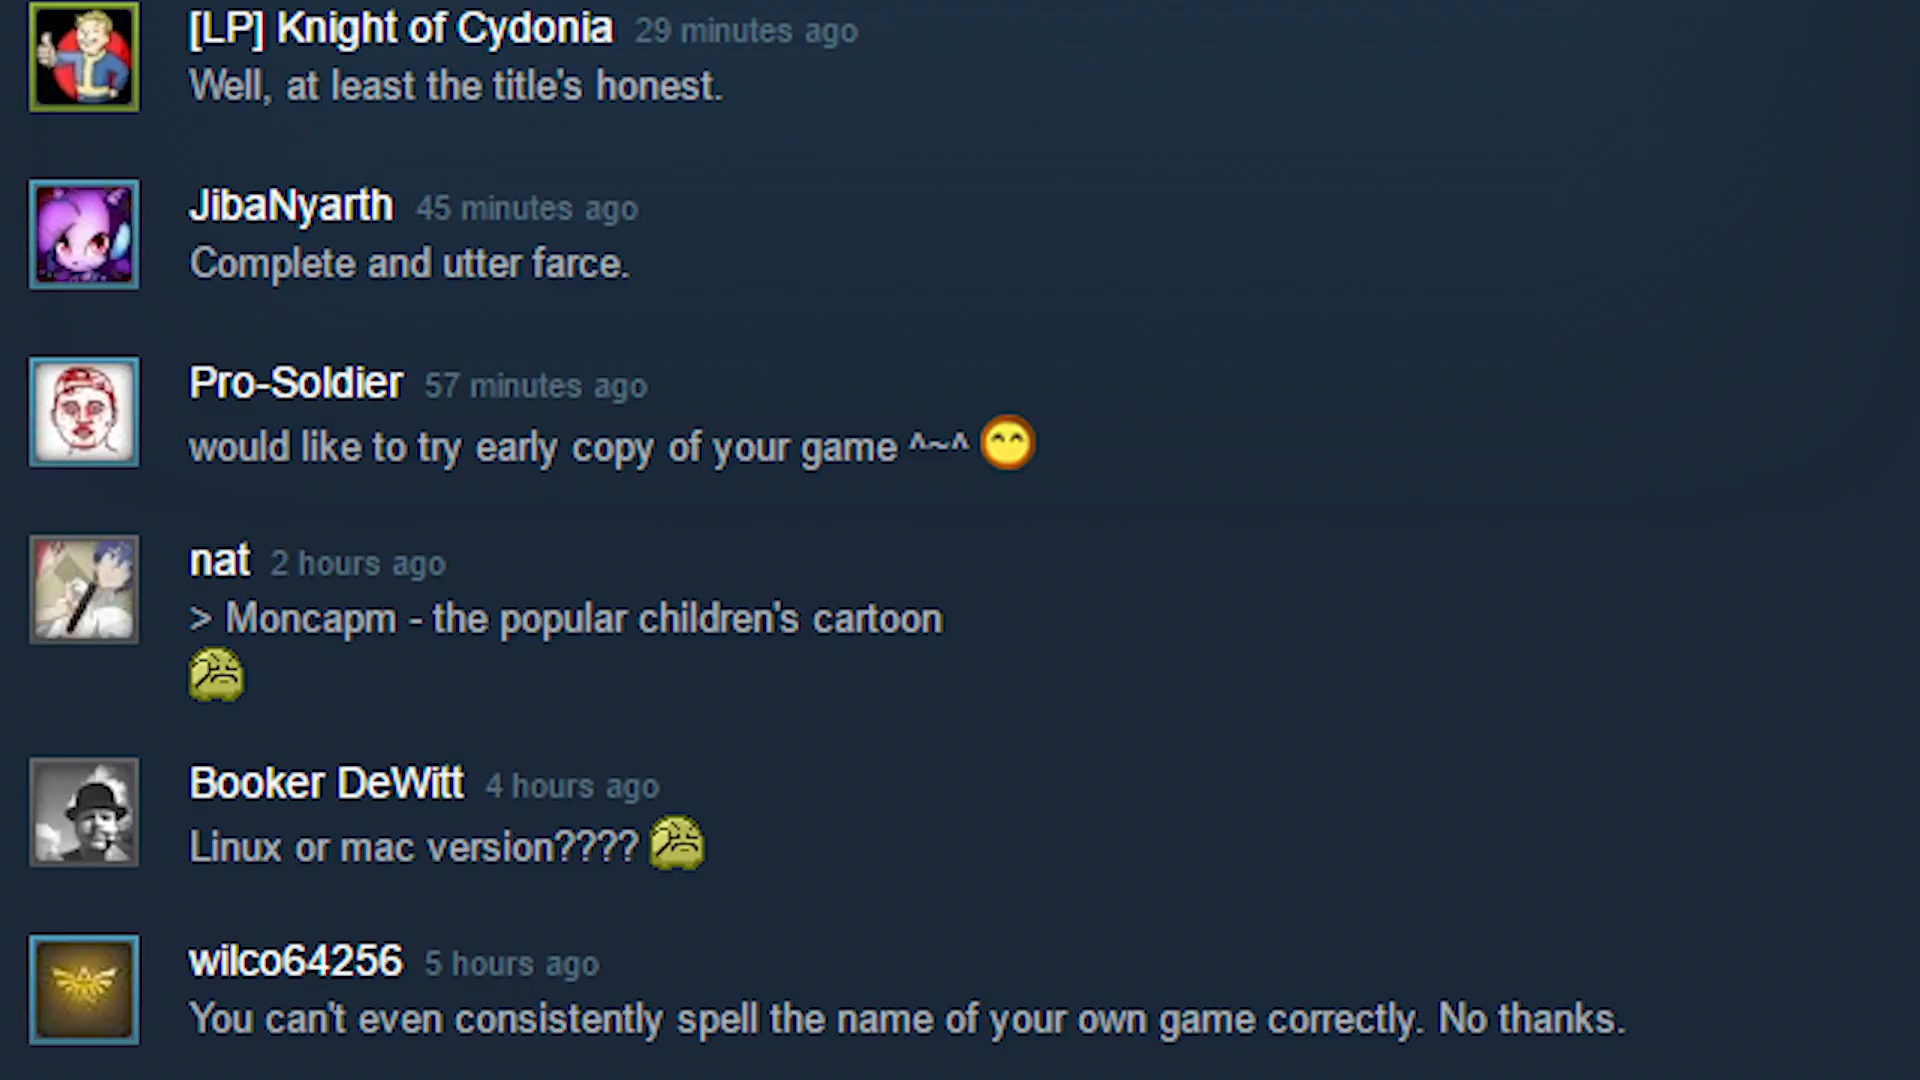 [LP] Knight of Cydonia 29 minutes ago
Well, at least the title's honest.
JibaNyarth 45 minutes ago
Complete and utter farce.
Pro-Soldier 57 minutes ago
would like to try early copy of your game ^~^
nat 2 hours ago
> Moncapm - the popular children's cartoon
Booker DeWitt 4 hours ago
Linux or mac version????
wilco64256 5 hours ago
You can't even consistently spell the name of your own game correctly. No thanks.